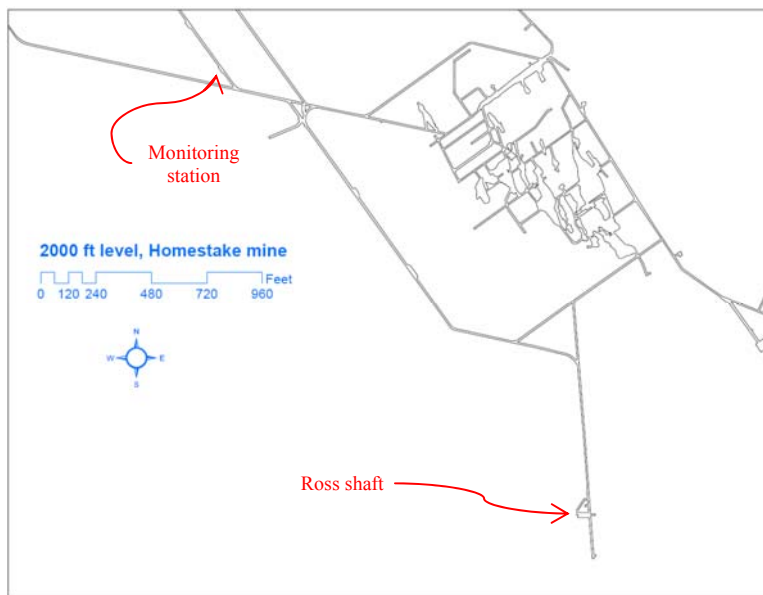 Monitoring
station
2000 ft level, Homestake mine
Feet
0 120 240 480 720 960
N
W E
S
Ross shaft